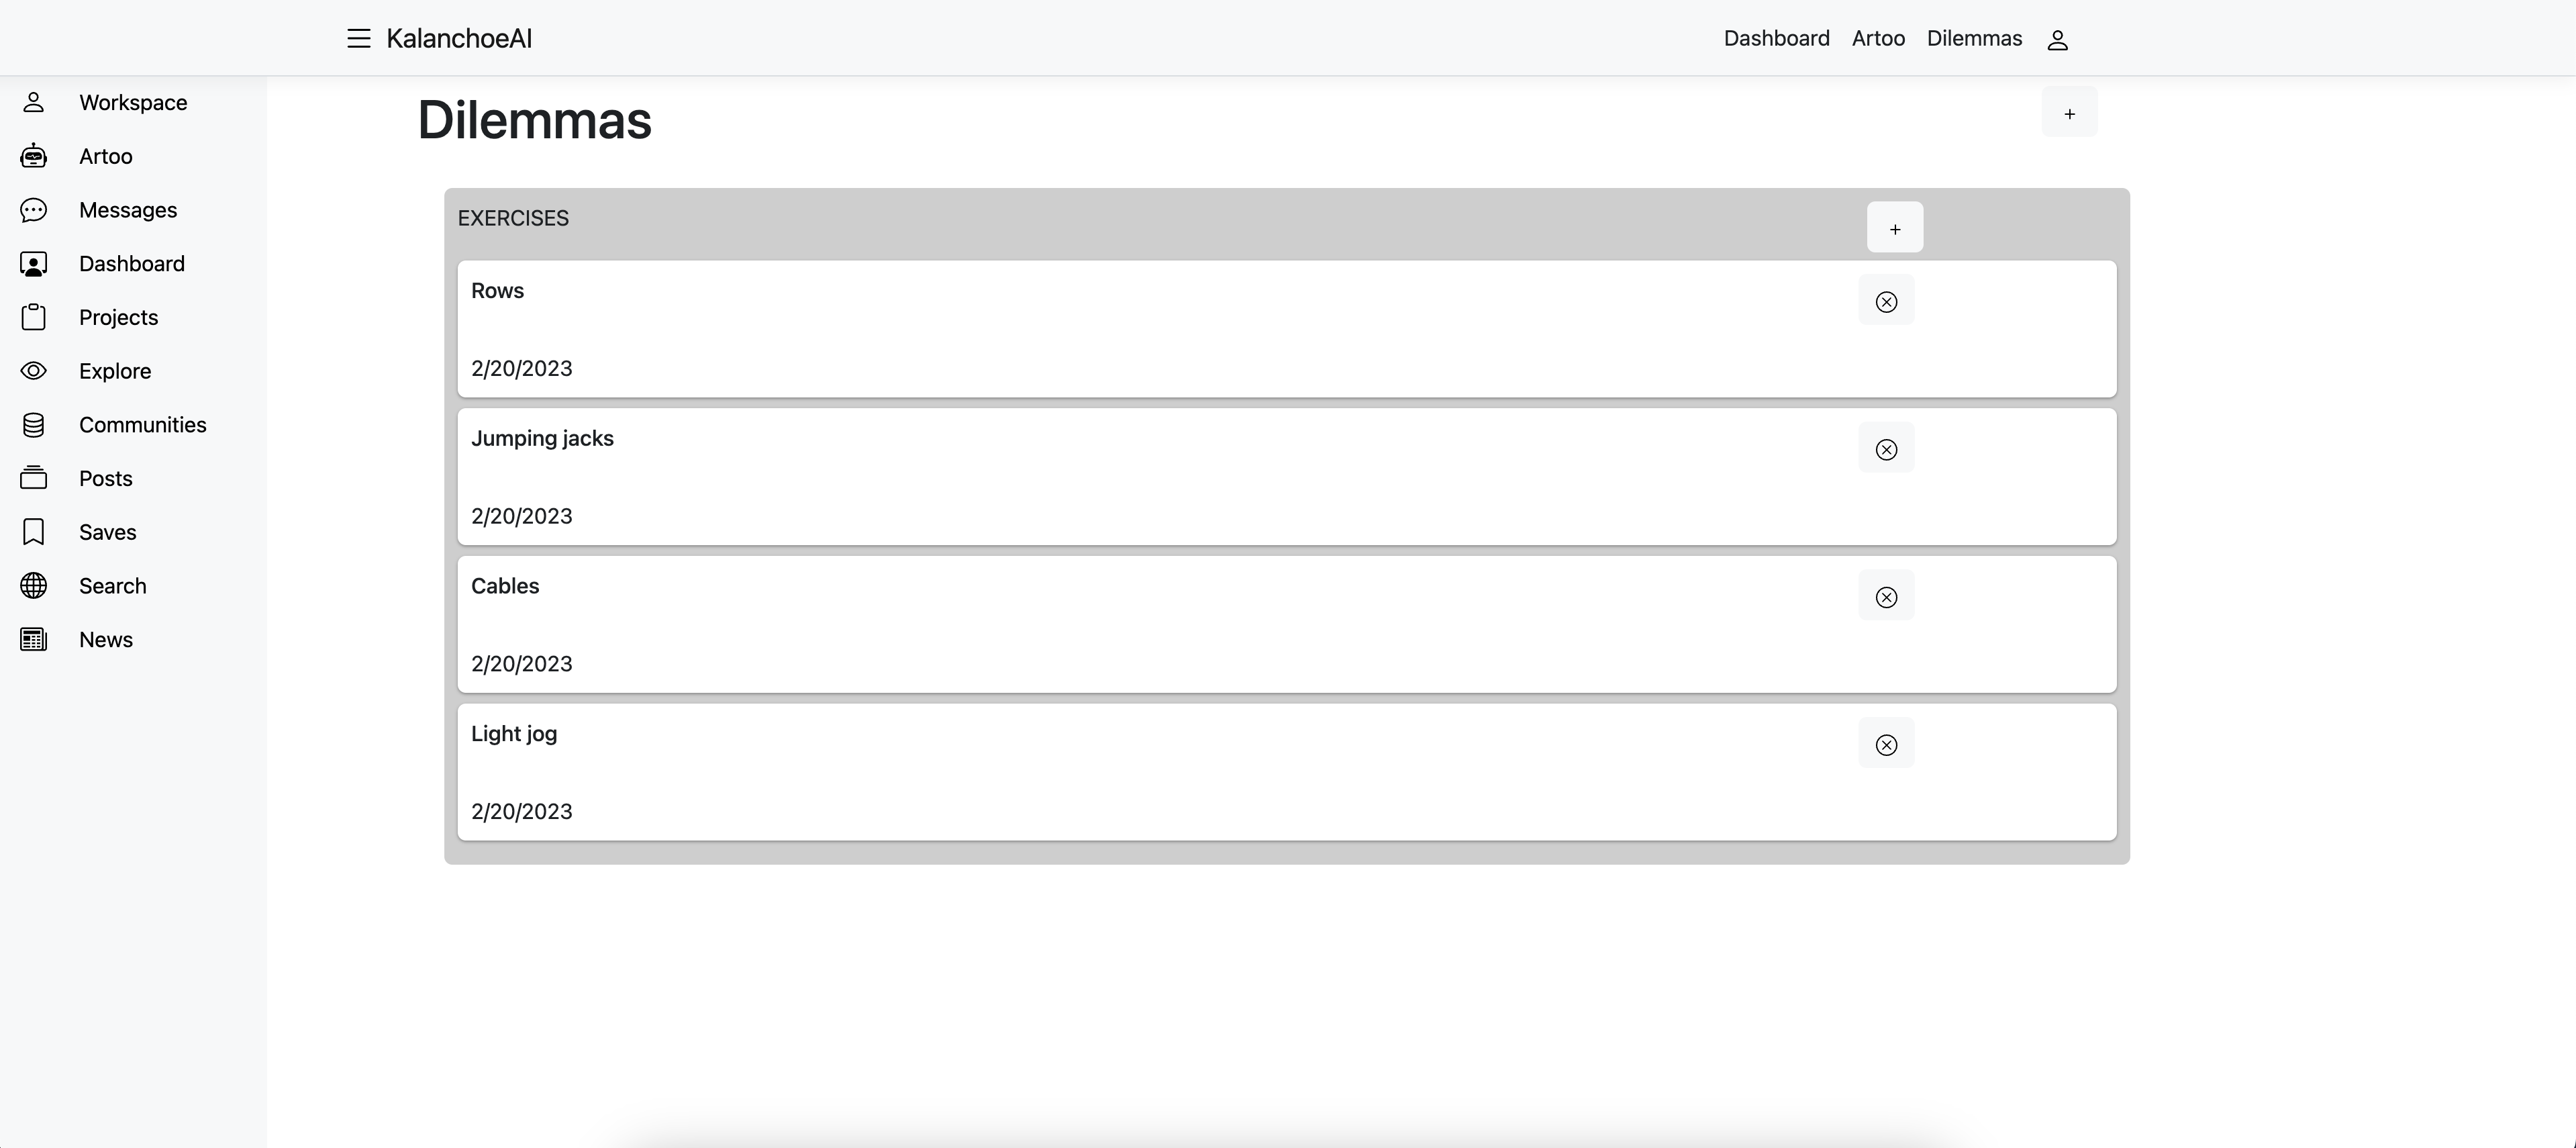 KalanchoeAI
Dashboard Artoo Dilemmas
Workspace
Artoo
Messages
Dashboard
Projects
Explore
Communities
Posts
Saves
Search
News
Dilemmas
+
EXERCISES
+
Rows
2/20/2023
Jumping jacks
2/20/2023
Cables
2/20/2023
Light jog
2/20/2023